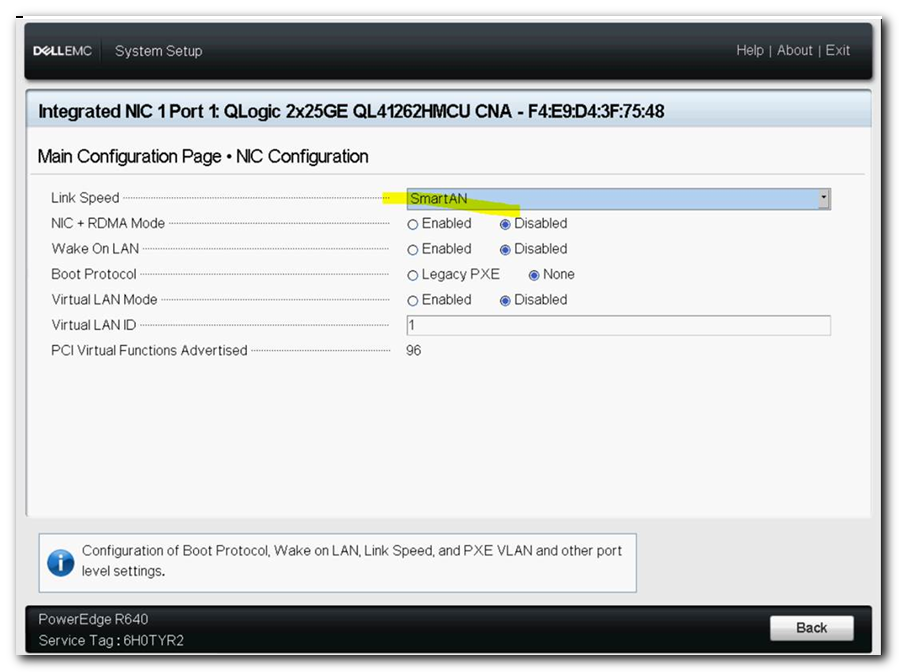 DELLEMC System Setup Help | About | Exit
Integrated NIC 1 Port 1: QLogic 2x25GE QL41262HMCU CNA - F4:E9:D4:3F:75:48
Main Configuration Page • NIC Configuration
Link Speed SmartAN
NIC + RDMA Mode Enabled Disabled
Wake On LAN Enabled Disabled
Boot Protocol Legacy PXE None
Virtual LAN Mode Enabled Disabled
Virtual LAN ID 1
PCI Virtual Functions Advertised 96
Configuration of Boot Protocol, Wake on LAN, Link Speed, and PXE VLAN and other port
level settings.
PowerEdge R640
Service Tag : 6H0TYR2
Back